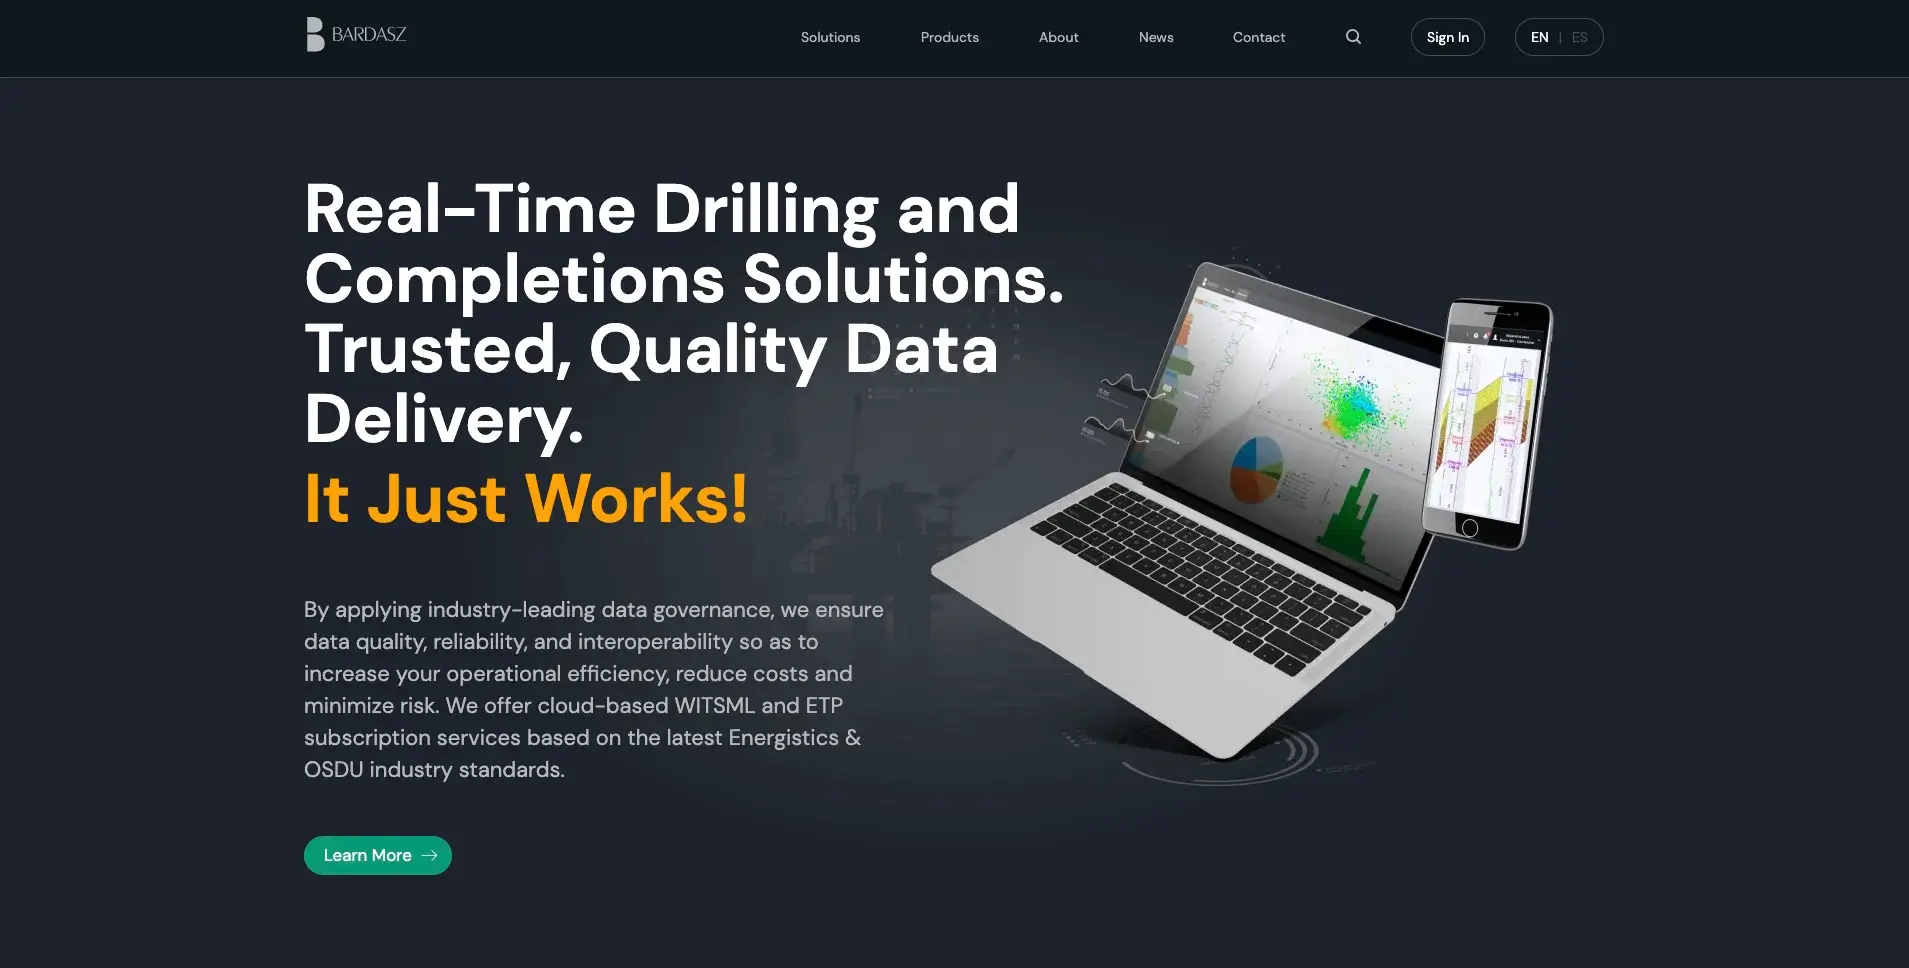 BARDASZ
Solutions
Products
About
News
Contact
Sign In
EN | ES
Real-Time Drilling and
Completions Solutions.
Trusted, Quality Data
Delivery.
It Just Works!
By applying industry-leading data governance, we ensure
data quality, reliability, and interoperability so as to
increase your operational efficiency, reduce costs and
minimize risk. We offer cloud-based WITSML and ETP
subscription services based on the latest Energistics &
OSDU industry standards.
Learn More